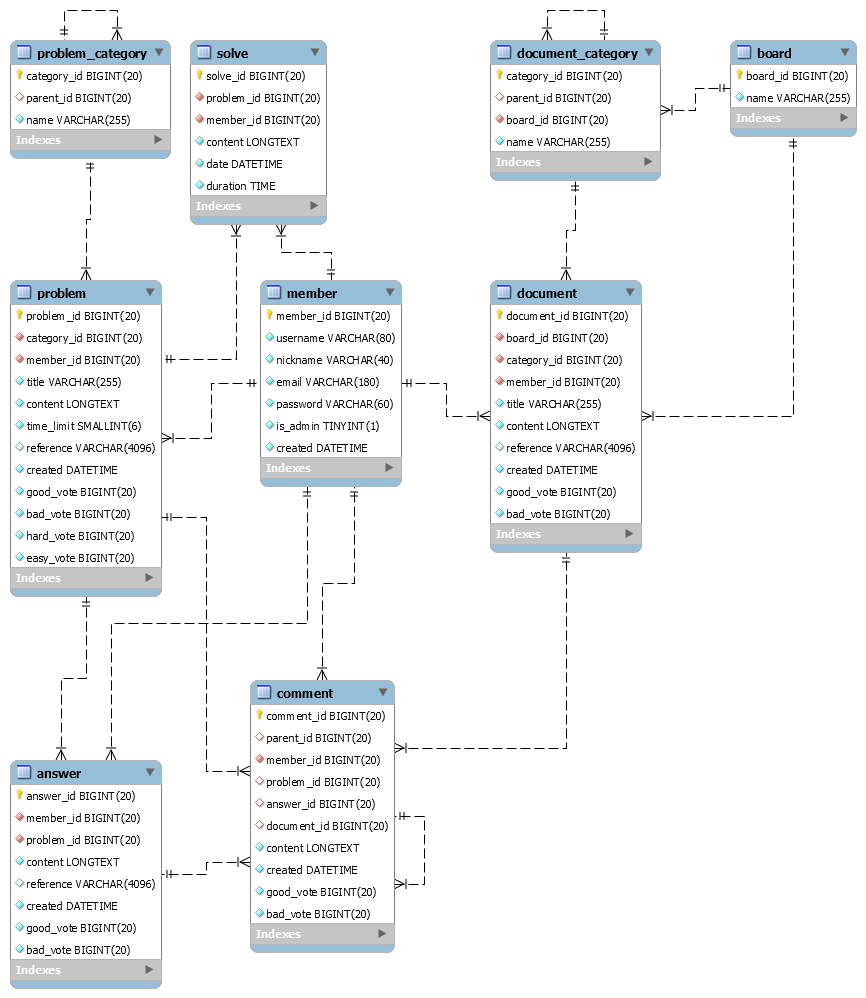 problem_category
category_id BIGINT(20)
parent_id BIGINT(20)
name VARCHAR(255)
Indexes
solve
solve_id BIGINT(20)
problem_id BIGINT(20)
member_id BIGINT(20)
content LONGTEXT
date DATETIME
duration TIME
Indexes
document_category
category_id BIGINT(20)
parent_id BIGINT(20)
board_id BIGINT(20)
name VARCHAR(255)
Indexes
board
board_id BIGINT(20)
name VARCHAR(255)
Indexes
problem
problem_id BIGINT(20)
category_id BIGINT(20)
member_id BIGINT(20)
title VARCHAR(255)
content LONGTEXT
time_limit SMALLINT(6)
reference VARCHAR(4096)
created DATETIME
good_vote BIGINT(20)
bad_vote BIGINT(20)
hard_vote BIGINT(20)
easy_vote BIGINT(20)
Indexes
member
member_id BIGINT(20)
username VARCHAR(80)
nickname VARCHAR(40)
email VARCHAR(180)
password VARCHAR(60)
is_admin TINYINT(1)
created DATETIME
Indexes
document
document_id BIGINT(20)
board_id BIGINT(20)
category_id BIGINT(20)
member_id BIGINT(20)
title VARCHAR(255)
content LONGTEXT
reference VARCHAR(4096)
created DATETIME
good_vote BIGINT(20)
bad_vote BIGINT(20)
Indexes
comment
comment_id BIGINT(20)
parent_id BIGINT(20)
member_id BIGINT(20)
problem_id BIGINT(20)
answer_id BIGINT(20)
document_id BIGINT(20)
content LONGTEXT
created DATETIME
good_vote BIGINT(20)
bad_vote BIGINT(20)
Indexes
answer
answer_id BIGINT(20)
member_id BIGINT(20)
problem_id BIGINT(20)
content LONGTEXT
reference VARCHAR(4096)
created DATETIME
good_vote BIGINT(20)
bad_vote BIGINT(20)
Indexes